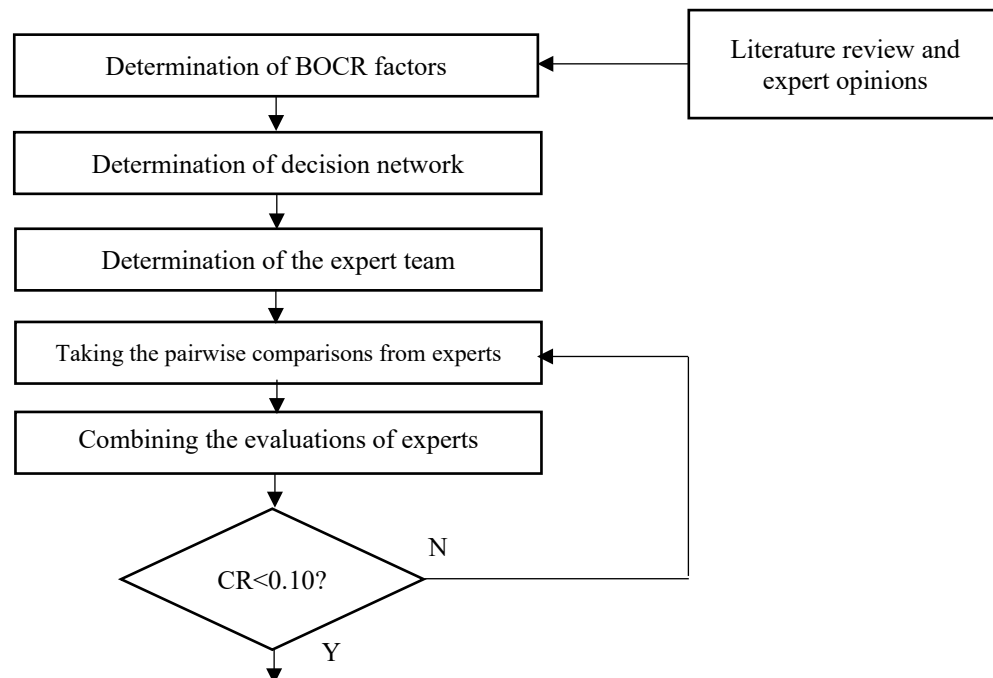 Determination of BOCR factors
Literature review and
expert opinions
Determination of decision network
Determination of the expert team
Taking the pairwise comparisons from experts
Combining the evaluations of experts
CR<0.10?
N
Y